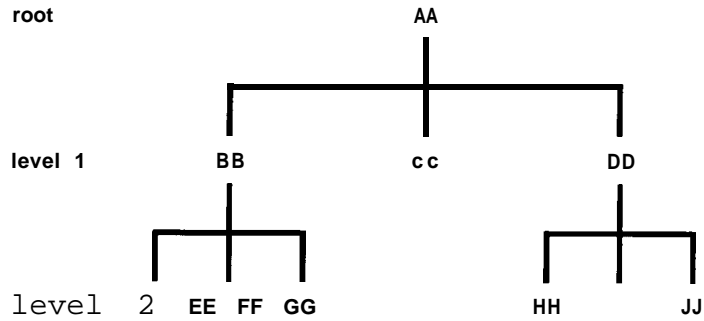 root AA
level 1 BB cc DD
level 2 EE FF GG HH JJ